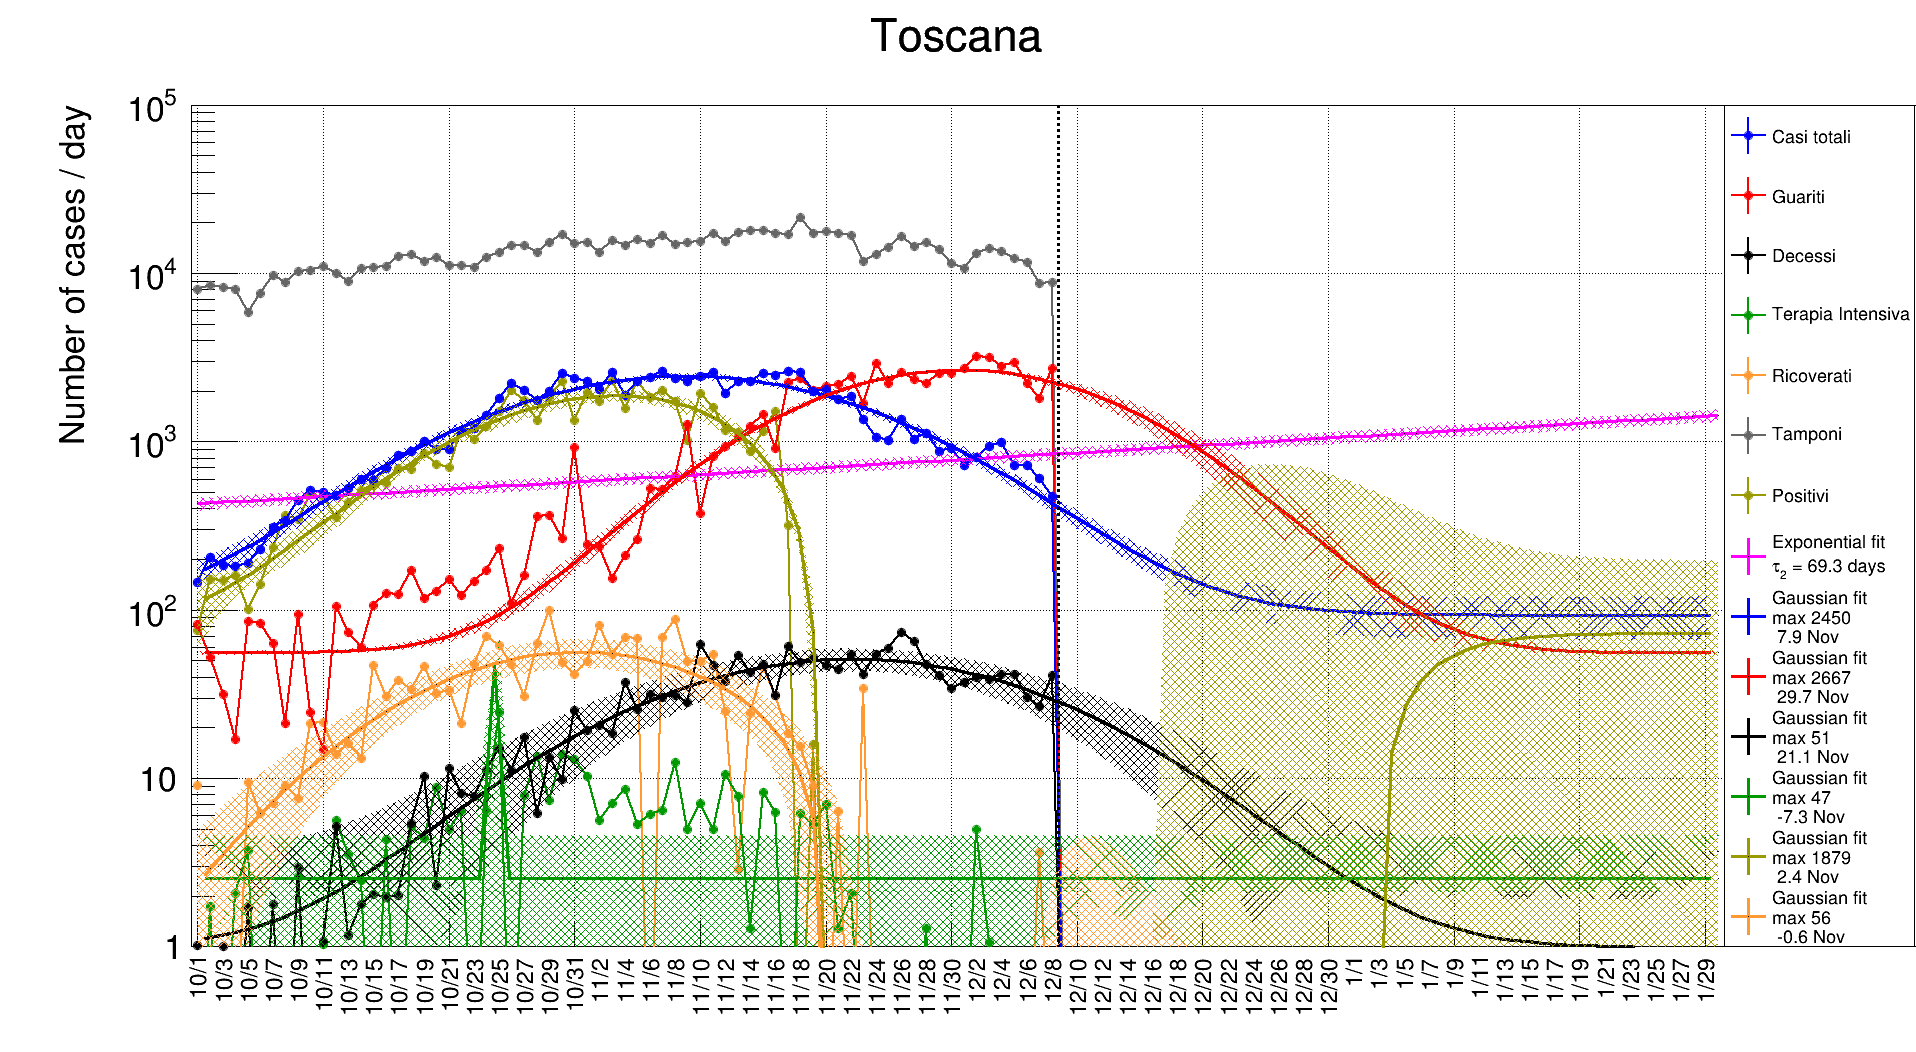 Toscana
Number of cases / day
10^5
10^4
10^3
10^2
10
1
10/1
10/3
10/5
10/7
10/9
10/11
10/13
10/15
10/17
10/19
10/21
10/23
10/25
10/27
10/29
10/31
11/2
11/4
11/6
11/8
11/10
11/12
11/14
11/16
11/18
11/20
11/22
11/24
11/26
11/28
11/30
12/2
12/4
12/6
12/8
12/10
12/12
12/14
12/16
12/18
12/20
12/22
12/24
12/26
12/28
12/30
1/1
1/3
1/5
1/7
1/9
1/11
1/13
1/15
1/17
1/19
1/21
1/23
1/25
1/27
1/29
Casi totali
Guariti
Decessi
Terapia Intensiva
Ricoverati
Tamponi
Positivi
Exponential fit
τ2 = 69.3 days
Gaussian fit
max 2450
7.9 Nov
Gaussian fit
max 2667
29.7 Nov
Gaussian fit
max 51
21.1 Nov
Gaussian fit
max 47
-7.3 Nov
Gaussian fit
max 1879
2.4 Nov
Gaussian fit
max 56
-0.6 Nov